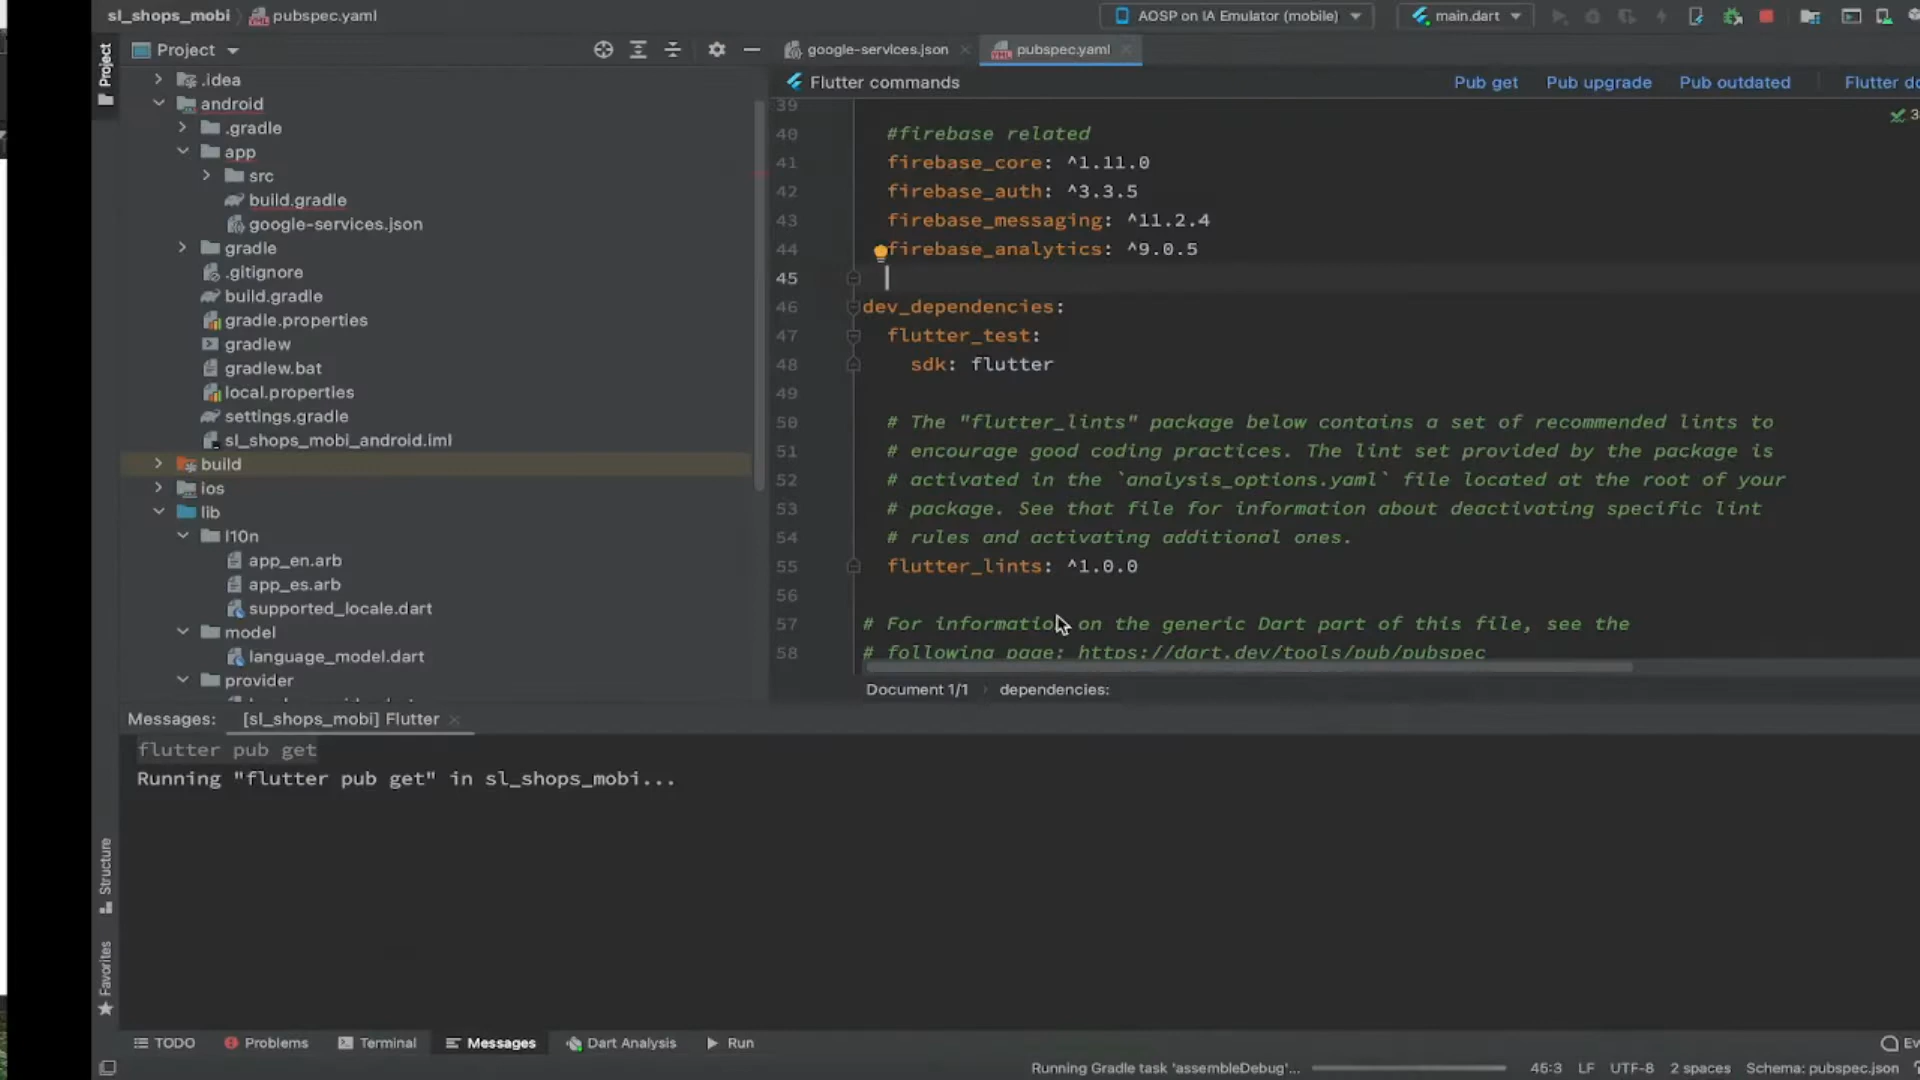 sl_shops_mobi
pubspec.yaml
AOSP on IA Emulator (mobile)
main.dart
Project
Project
google-services.json
pubspec.yaml
Flutter commands
Pub get
Pub upgrade
Pub outdated
Flutter do
.idea
android
.gradle
app
src
build.gradle
google-services.json
gradle
.gitignore
build.gradle
gradle.properties
gradlew
gradlew.bat
local.properties
settings.gradle
sl_shops_mobi_android.iml
build
ios
lib
l10n
app_en.arb
app_es.arb
supported_locale.dart
model
language_model.dart
provider
39
40 #firebase related
41 firebase_core: ^1.11.0
42 firebase_auth: ^3.3.5
43 firebase_messaging: ^11.2.4
44 firebase_analytics: ^9.0.5
45
46 dev_dependencies:
47 flutter_test:
48 sdk: flutter
49
50 # The "flutter_lints" package below contains a set of recommended lints to
51 # encourage good coding practices. The lint set provided by the package is
52 # activated in the `analysis_options.yaml` file located at the root of your
53 # package. See that file for information about deactivating specific lint
54 # rules and activating additional ones.
55 flutter_lints: ^1.0.0
56
57 # For information on the generic Dart part of this file, see the
58 # following page: https://dart.dev/tools/pub/pubspec
3
Document 1/1
dependencies:
Messages:
[sl_shops_mobi] Flutter
flutter pub get
Running "flutter pub get" in sl_shops_mobi...
Structure
Favorites
TODO
Problems
Terminal
Messages
Dart Analysis
Run
Ev
Running Gradle task 'assembleDebug'...
45:3
LF
UTF-8
2 spaces
Schema: pubspec.json